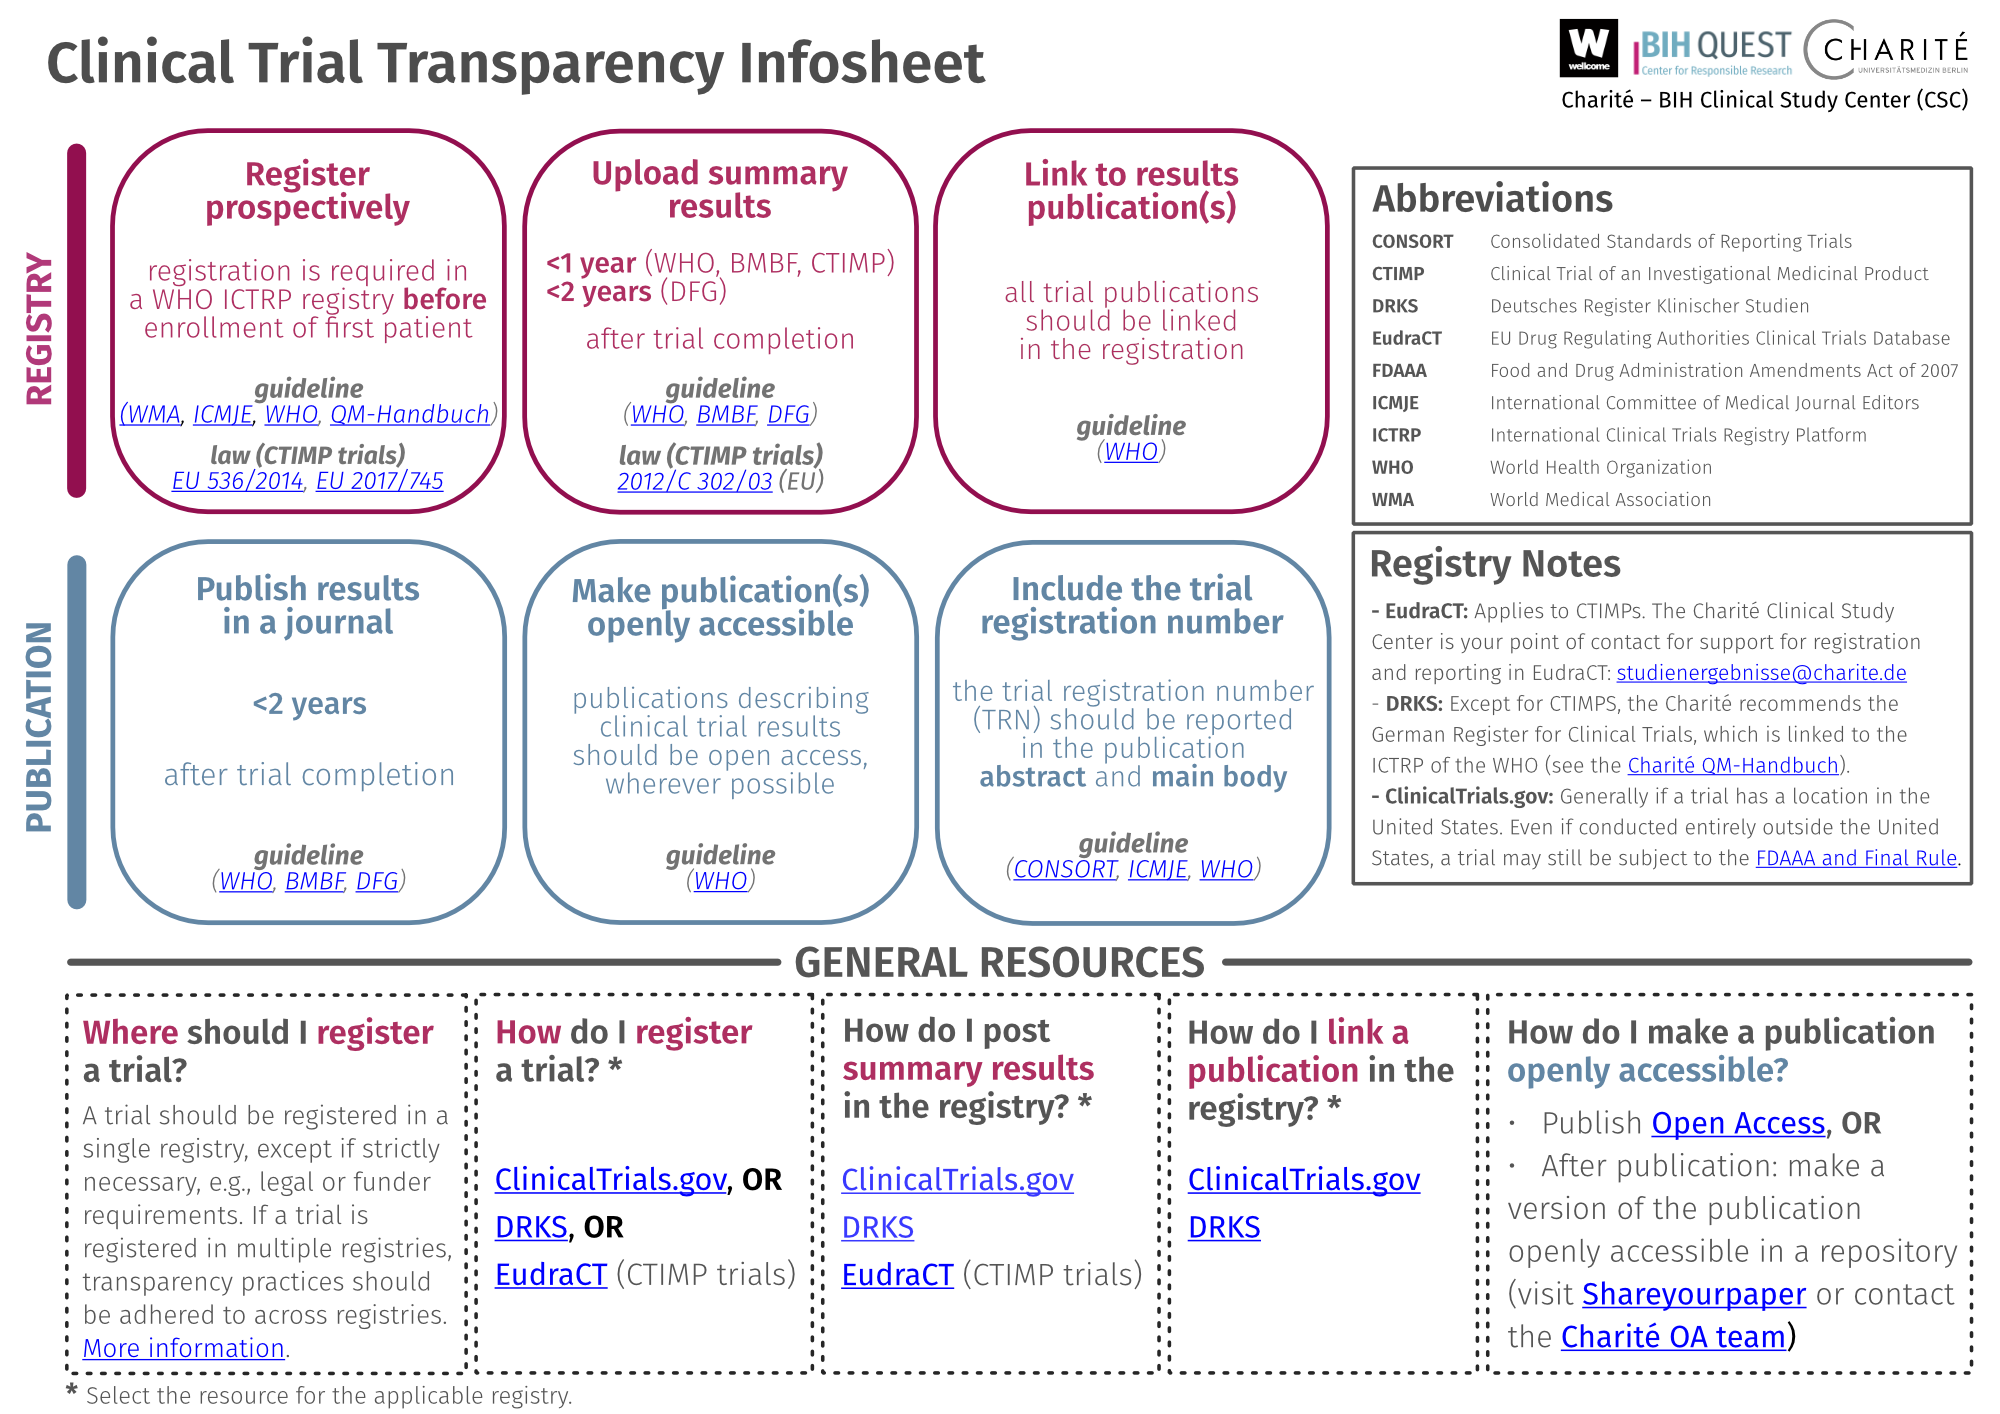 Clinical Trial Transparency Infosheet
W
wellcome
BIH QUEST
Center for Responsible Research
CHARITÉ
UNIVERSITÄTSMEDIZIN BERLIN
Charité – BIH Clinical Study Center (CSC)
REGISTRY
Register
prospectively
registration is required in
a WHO ICTRP registry before
enrollment of first patient
guideline
(WMA, ICMJE, WHO, QM-Handbuch)
law (CTIMP trials)
EU 536/2014, EU 2017/745
Upload summary
results
<1 year (WHO, BMBF, CTIMP)
<2 years (DFG)
after trial completion
guideline
(WHO, BMBF, DFG)
law (CTIMP trials)
2012/C 302/03 (EU)
Link to results
publication(s)
all trial publications
should be linked
in the registration
guideline
(WHO)
Abbreviations
CONSORT Consolidated Standards of Reporting Trials
CTIMP Clinical Trial of an Investigational Medicinal Product
DRKS Deutsches Register Klinischer Studien
EudraCT EU Drug Regulating Authorities Clinical Trials Database
FDAAA Food and Drug Administration Amendments Act of 2007
ICMJE International Committee of Medical Journal Editors
ICTRP International Clinical Trials Registry Platform
WHO World Health Organization
WMA World Medical Association
PUBLICATION
Publish results
in a journal
<2 years
after trial completion
guideline
(WHO, BMBF, DFG)
Make publication(s)
openly accessible
publications describing
clinical trial results
should be open access,
wherever possible
guideline
(WHO)
Include the trial
registration number
the trial registration number
(TRN) should be reported
in the publication
abstract and main body
guideline
(CONSORT, ICMJE, WHO)
Registry Notes
- EudraCT: Applies to CTIMPs. The Charité Clinical Study
Center is your point of contact for support for registration
and reporting in EudraCT: studienergebnisse@charite.de
- DRKS: Except for CTIMPS, the Charité recommends the
German Register for Clinical Trials, which is linked to the
ICTRP of the WHO (see the Charité QM-Handbuch).
- ClinicalTrials.gov: Generally if a trial has a location in the
United States. Even if conducted entirely outside the United
States, a trial may still be subject to the FDAAA and Final Rule.
GENERAL RESOURCES
Where should I register
a trial?
A trial should be registered in a
single registry, except if strictly
necessary, e.g., legal or funder
requirements. If a trial is
registered in multiple registries,
transparency practices should
be adhered to across registries.
More information.
How do I register
a trial? *
ClinicalTrials.gov, OR
DRKS, OR
EudraCT (CTIMP trials)
How do I post
summary results
in the registry? *
ClinicalTrials.gov
DRKS
EudraCT (CTIMP trials)
How do I link a
publication in the
registry? *
ClinicalTrials.gov
DRKS
How do I make a publication
openly accessible?
· Publish Open Access, OR
· After publication: make a
version of the publication
openly accessible in a repository
(visit Shareyourpaper or contact
the Charité OA team)
* Select the resource for the applicable registry.